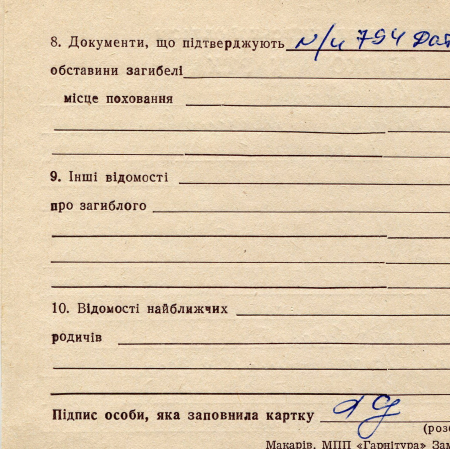 8. Документи, що підтверджують N/и 794 Дат
обставини загибелі
місце поховання
9. Інші відомості
про загиблого
10. Відомості найближчих
родичів
Підпис особи, яка заповнила картку
(роз
Макарів, МПП «Гарнітура» Зам